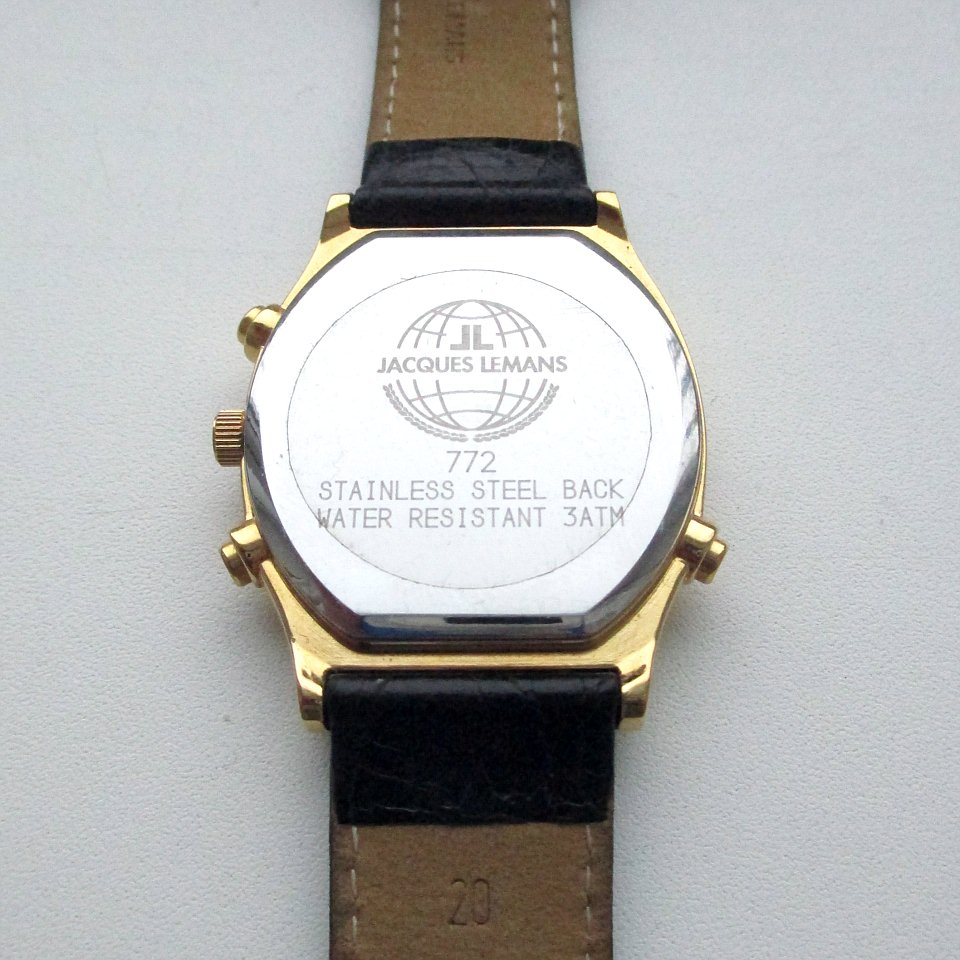 JL
JACQUES LEMANS
772
STAINLESS STEEL BACK
WATER RESISTANT 3ATM
20